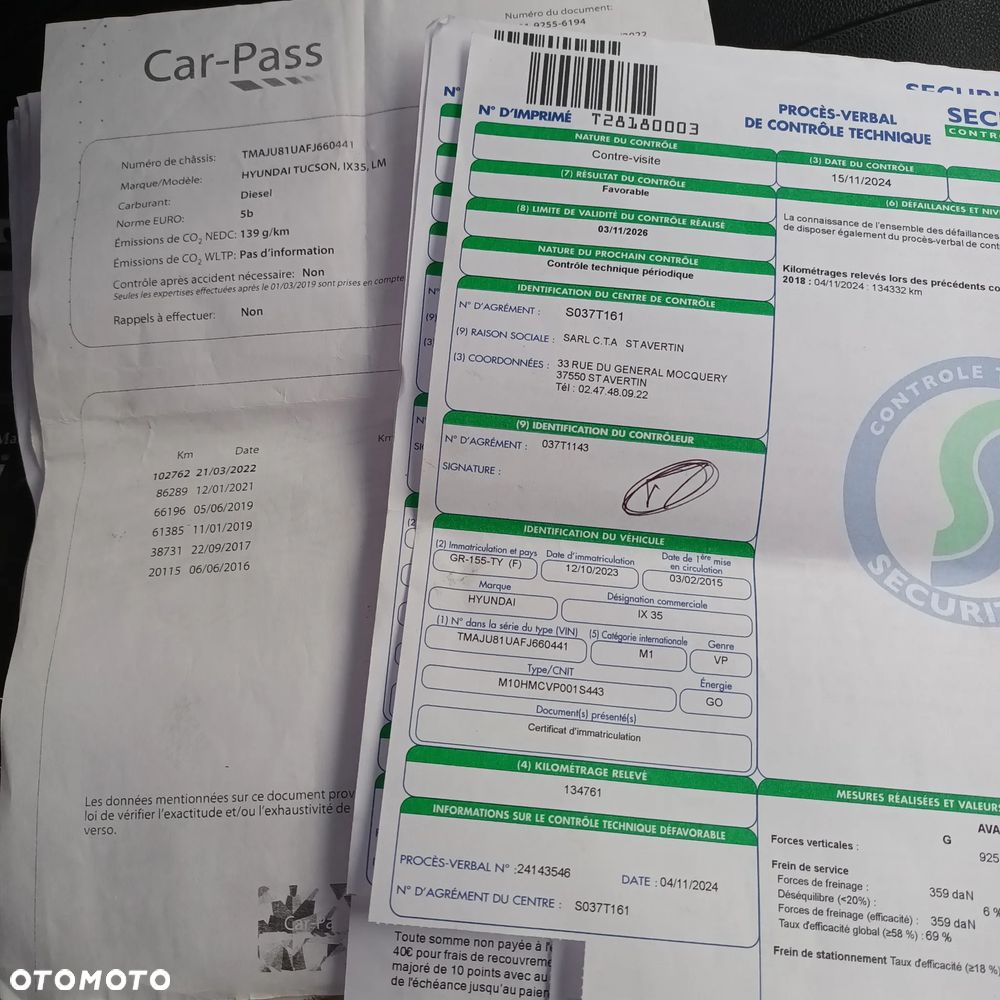 Numéro du document:
9255-6194
Car-Pass
Numéro de châssis: TMAJU81UAFJ660441
Marque/Modèle: HYUNDAI TUCSON, IX35, LM
Carburant: Diesel
Norme EURO: 5b
Émissions de CO2 NEDC: 139 g/km
Émissions de CO2 WLTP: Pas d'information
Contrôle après accident nécessaire: Non
Seules les expertises effectuées après le 01/03/2019 sont prises en compte
Rappels à effectuer: Non
Km Date Km
102762 21/03/2022
86289 12/01/2021
66196 05/06/2019
61385 11/01/2019
38731 22/09/2017
20115 06/06/2016
Les données mentionnées sur ce document prov
loi de vérifier l'exactitude et/ou l'exhaustivité de
verso.
Car-Pa
N° D'IMPRIMÉ T28180003
PROCÈS-VERBAL
DE CONTRÔLE TECHNIQUE
SEC
CONTR
NATURE DU CONTRÔLE
Contre-visite
(3) DATE DU CONTRÔLE
15/11/2024
(7) RÉSULTAT DU CONTRÔLE
Favorable
(8) LIMITE DE VALIDITÉ DU CONTRÔLE RÉALISÉ
03/11/2026
NATURE DU PROCHAIN CONTRÔLE
Contrôle technique périodique
IDENTIFICATION DU CENTRE DE CONTRÔLE
N° D'AGRÉMENT : S037T161
(9) RAISON SOCIALE : SARL C.T.A ST AVERTIN
(3) COORDONNÉES : 33 RUE DU GENERAL MOCQUERY
37550 ST AVERTIN
Tél : 02.47.48.09.22
(9) IDENTIFICATION DU CONTRÔLEUR
N° D'AGRÉMENT : 037T1143
SIGNATURE :
IDENTIFICATION DU VÉHICULE
(2) Immatriculation et pays Date d'immatriculation Date de 1ère mise
en circulation
GR-155-TY (F) 12/10/2023 03/02/2015
Marque Désignation commerciale
HYUNDAI IX 35
(1) N° dans la série du type (VIN) (5) Catégorie internationale Genre
TMAJU81UAFJ660441 M1 VP
Type/CNIT Énergie
M10HMCVP001S443 GO
Document(s) présenté(s)
Certificat d'immatriculation
(4) KILOMÉTRAGE RELEVÉ
134761
INFORMATIONS SUR LE CONTRÔLE TECHNIQUE DÉFAVORABLE
PROCÈS-VERBAL N° :24143546 DATE : 04/11/2024
N° D'AGRÉMENT DU CENTRE : S037T161
(6) DÉFAILLANCES ET NIV
La connaissance de l'ensemble des défaillances
de disposer également du procès-verbal de cont
Kilométrages relevés lors des précédents co
2018 : 04/11/2024 : 134332 km
CONTROLE T
SECURI
MESURES RÉALISÉES ET VALEURS
AVA
Forces verticales : G 925
Frein de service
Forces de freinage : 359 daN
Déséquilibre (<20%) : 6 %
Forces de freinage (efficacité) : 359 daN
Taux d'efficacité global (≥58 %) : 69 %
Frein de stationnement Taux d'efficacité (≥18 %)
Toute somme non payée à l'é
40€ pour frais de recouvreme
majoré de 10 points avec au
de l'échéance jusqu'au paien
OTOMOTO